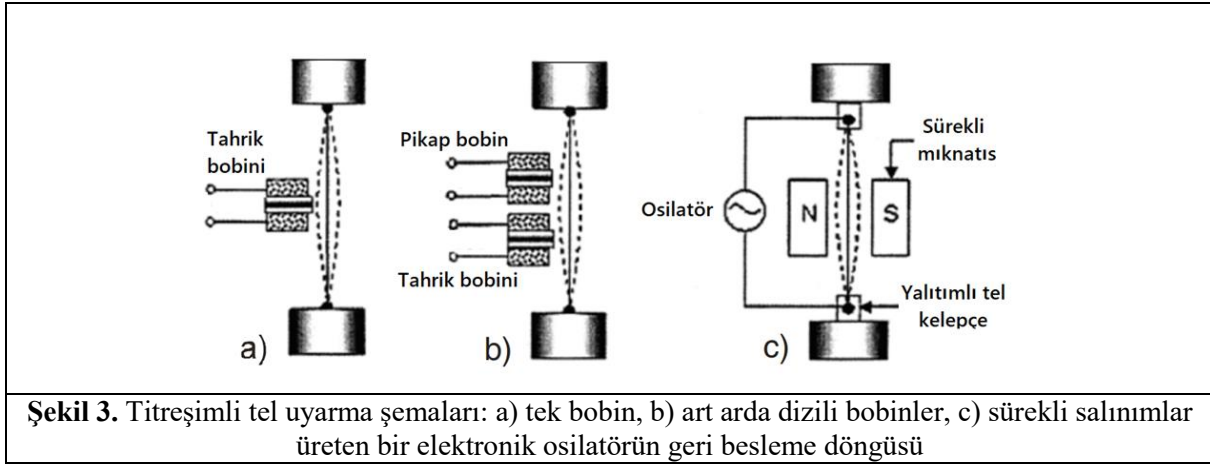 Tahrik
bobini
a)
Pikap bobin
Tahrik bobini
b)
Osilatör
N
S
Sürekli
mıknatıs
Yalıtımlı tel
kelepçe
c)
Şekil 3. Titreşimli tel uyarma şemaları: a) tek bobin, b) art arda dizili bobinler, c) sürekli salınımlar
üreten bir elektronik osilatörün geri besleme döngüsü